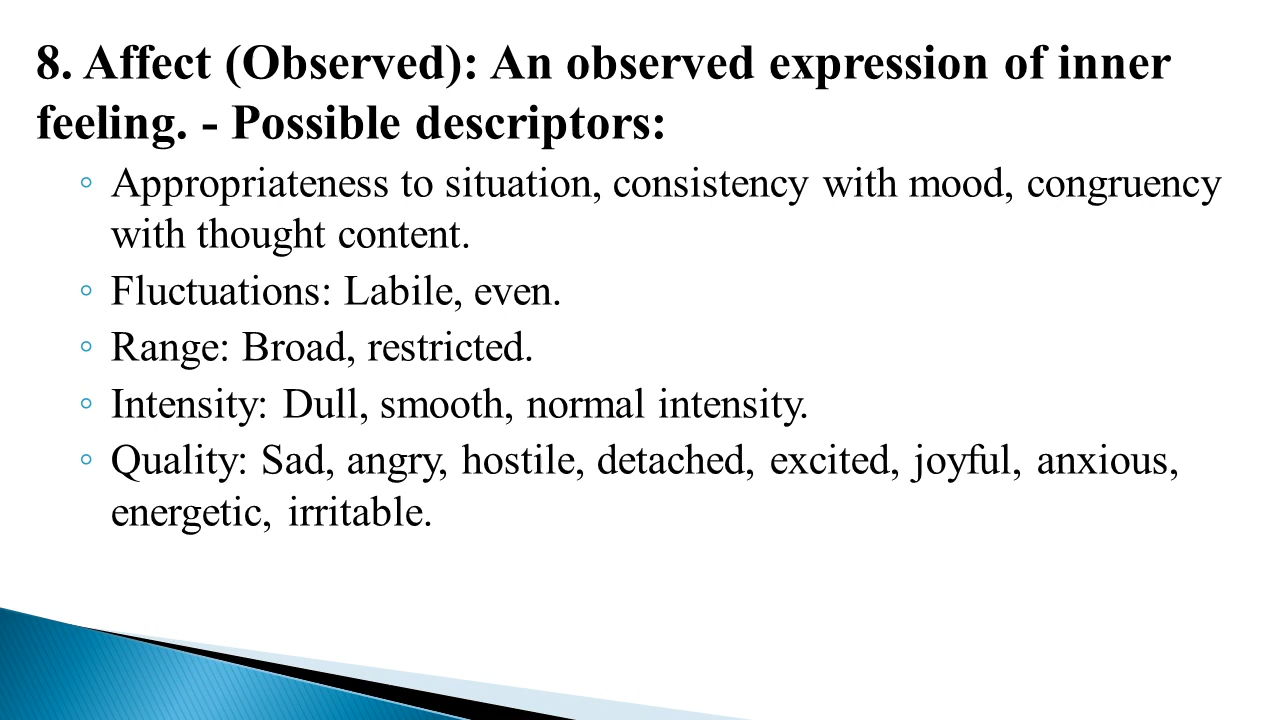 8. Affect (Observed): An observed expression of inner
feeling. - Possible descriptors:
◦ Appropriateness to situation, consistency with mood, congruency
with thought content.
◦ Fluctuations: Labile, even.
◦ Range: Broad, restricted.
◦ Intensity: Dull, smooth, normal intensity.
◦ Quality: Sad, angry, hostile, detached, excited, joyful, anxious,
energetic, irritable.